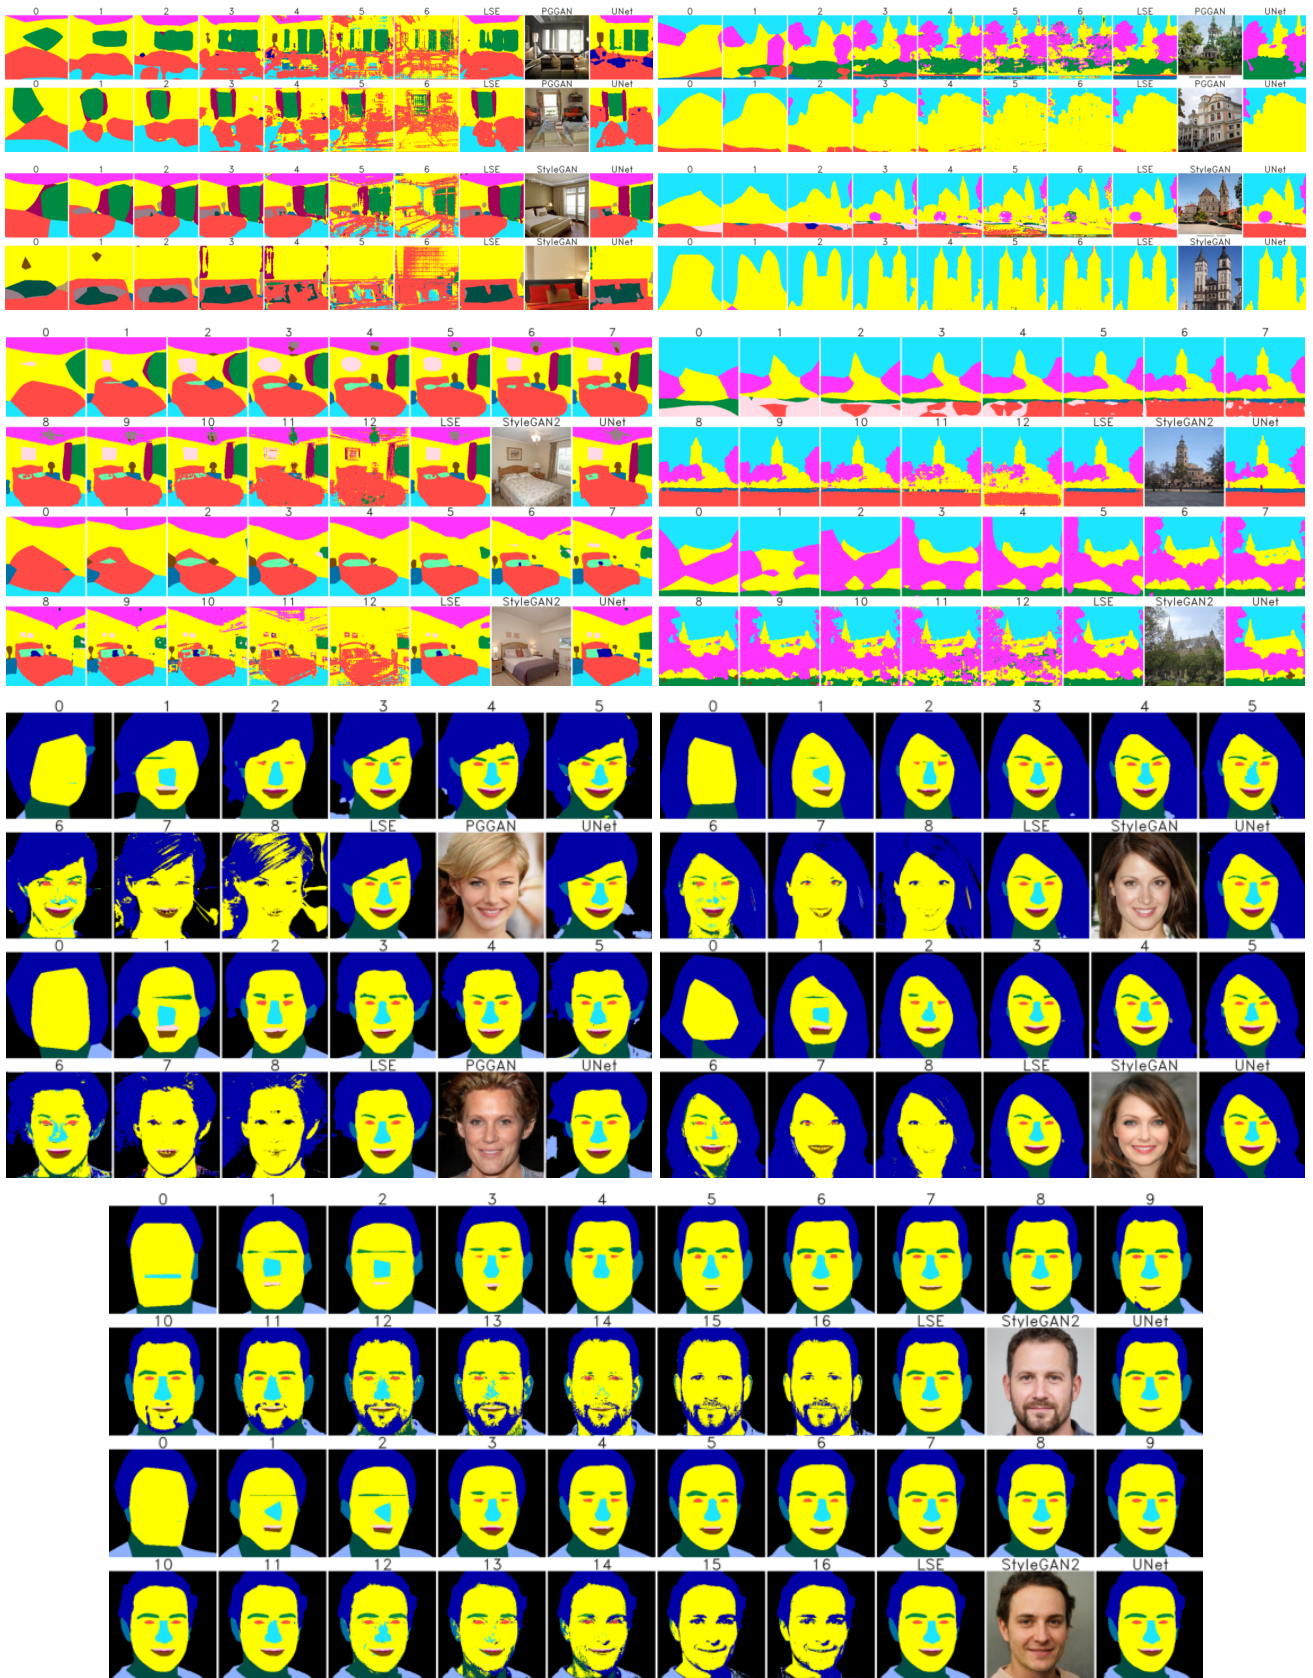 0 1 2 3 4 5 6 LSE PGGAN UNet
0 1 2 3 4 5 6 LSE PGGAN UNet
0 1 2 3 4 5 6 LSE PGGAN UNet
0 1 2 3 4 5 6 LSE PGGAN UNet
0 1 2 3 4 5 6 LSE StyleGAN UNet
0 1 2 3 4 5 6 LSE StyleGAN UNet
0 1 2 3 4 5 6 LSE StyleGAN UNet
0 1 2 3 4 5 6 LSE StyleGAN UNet
0 1 2 3 4 5 6 7
8 9 10 11 12 LSE StyleGAN2 UNet
0 1 2 3 4 5 6 7
8 9 10 11 12 LSE StyleGAN2 UNet
0 1 2 3 4 5 6 7
8 9 10 11 12 LSE StyleGAN2 UNet
0 1 2 3 4 5 6 7
8 9 10 11 12 LSE StyleGAN2 UNet
0 1 2 3 4 5
6 7 8 LSE PGGAN UNet
0 1 2 3 4 5
6 7 8 LSE PGGAN UNet
0 1 2 3 4 5
6 7 8 LSE StyleGAN UNet
0 1 2 3 4 5
6 7 8 LSE StyleGAN UNet
0 1 2 3 4 5 6 7 8 9
10 11 12 13 14 15 16 LSE StyleGAN2 UNet
0 1 2 3 4 5 6 7 8 9
10 11 12 13 14 15 16 LSE StyleGAN2 UNet